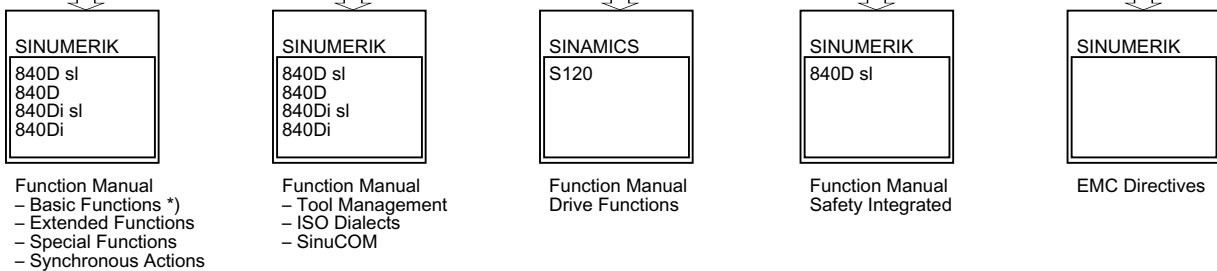 SINUMERIK
840D sl
840D
840Di sl
840Di
Function Manual
– Basic Functions *)
– Extended Functions
– Special Functions
– Synchronous Actions
SINUMERIK
840D sl
840D
840Di sl
840Di
Function Manual
– Tool Management
– ISO Dialects
– SinuCOM
SINAMICS
S120
Function Manual
Drive Functions
SINUMERIK
840D sl
Function Manual
Safety Integrated
SINUMERIK
EMC Directives